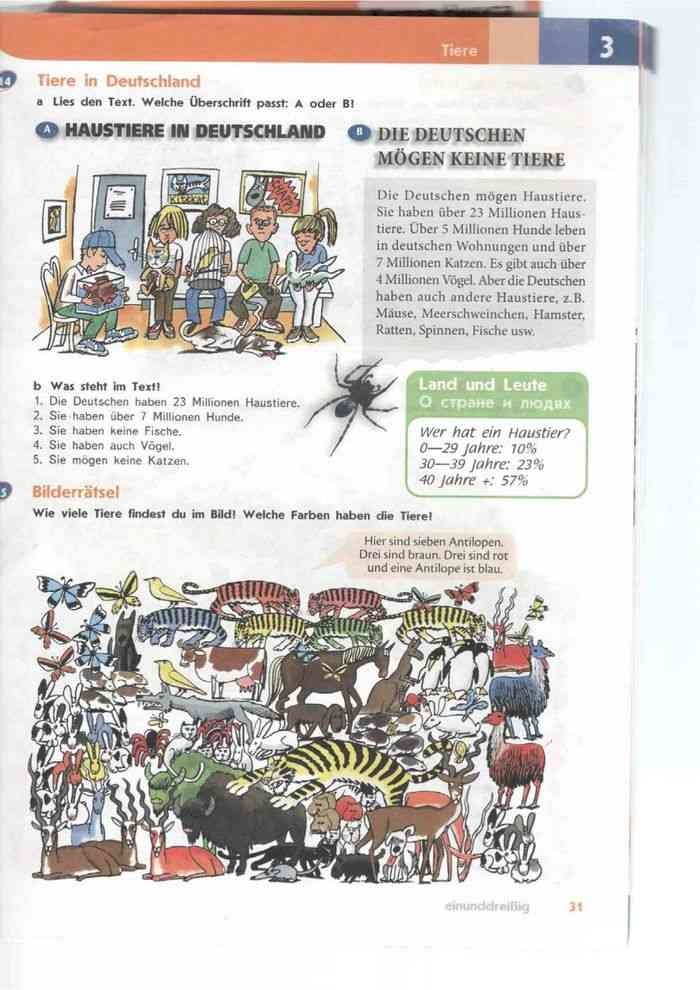 Tiere
3
14
Tiere in Deutschland
a Lies den Text. Welche Überschrift passt: A oder B?
A HAUSTIERE IN DEUTSCHLAND
B DIE DEUTSCHEN
MÖGEN KEINE TIERE
KITEKAT
Die Deutschen mögen Haustiere.
Sie haben über 23 Millionen Haus-
tiere. Über 5 Millionen Hunde leben
in deutschen Wohnungen und über
7 Millionen Katzen. Es gibt auch über
4 Millionen Vögel. Aber die Deutschen
haben auch andere Haustiere, z.B.
Mäuse, Meerschweinchen, Hamster,
Ratten, Spinnen, Fische usw.
b Was steht im Text?
1. Die Deutschen haben 23 Millionen Haustiere.
2. Sie haben über 7 Millionen Hunde.
3. Sie haben keine Fische.
4. Sie haben auch Vögel.
5. Sie mögen keine Katzen.
Land und Leute
О стране и людях
Wer hat ein Haustier?
0—29 Jahre: 10%
30—39 Jahre: 23%
40 Jahre +: 57%
5
Bilderrätsel
Wie viele Tiere findest du im Bild? Welche Farben haben die Tiere?
Hier sind sieben Antilopen.
Drei sind braun. Drei sind rot
und eine Antilope ist blau.
einunddreißig
31